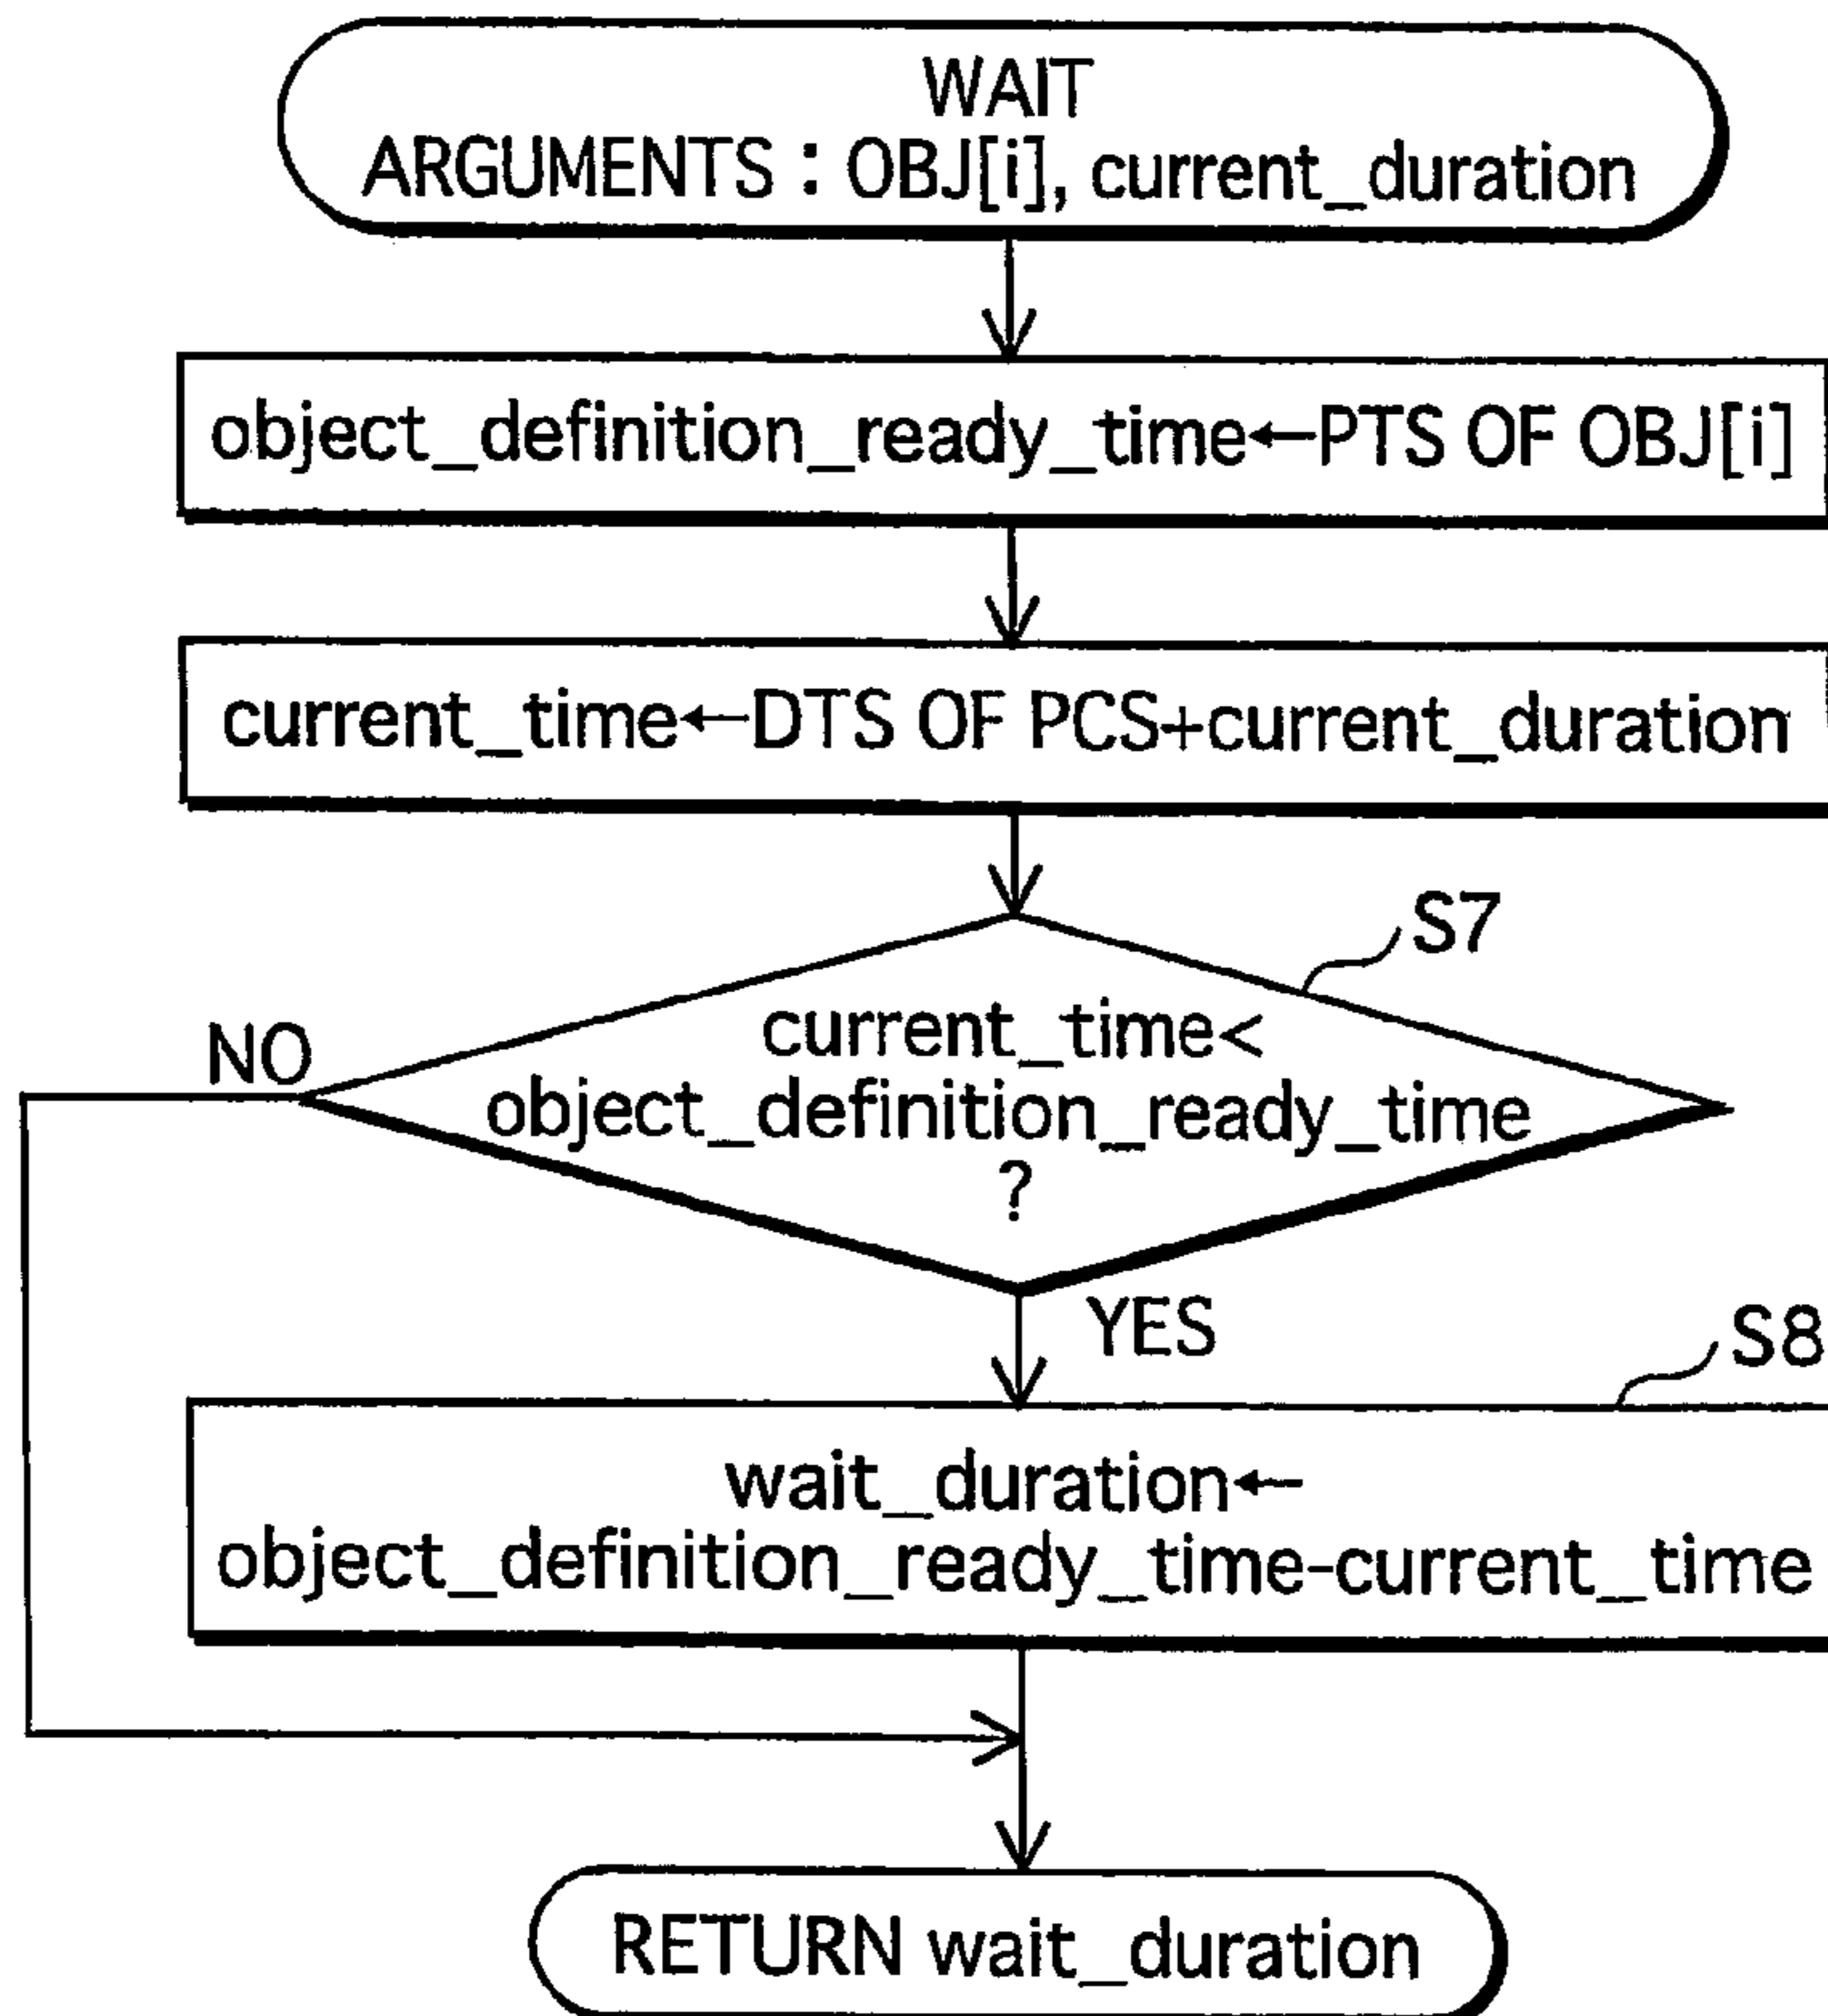 WAIT
ARGUMENTS : OBJ[i], current_duration
object_definition_ready_time←PTS OF OBJ[i]
current_time←DTS OF PCS+current_duration
S7
current_time<
NO
object_definition_ready_time
?
YES
S8
wait_duration←
object_definition_ready_time-current_time
RETURN wait_duration